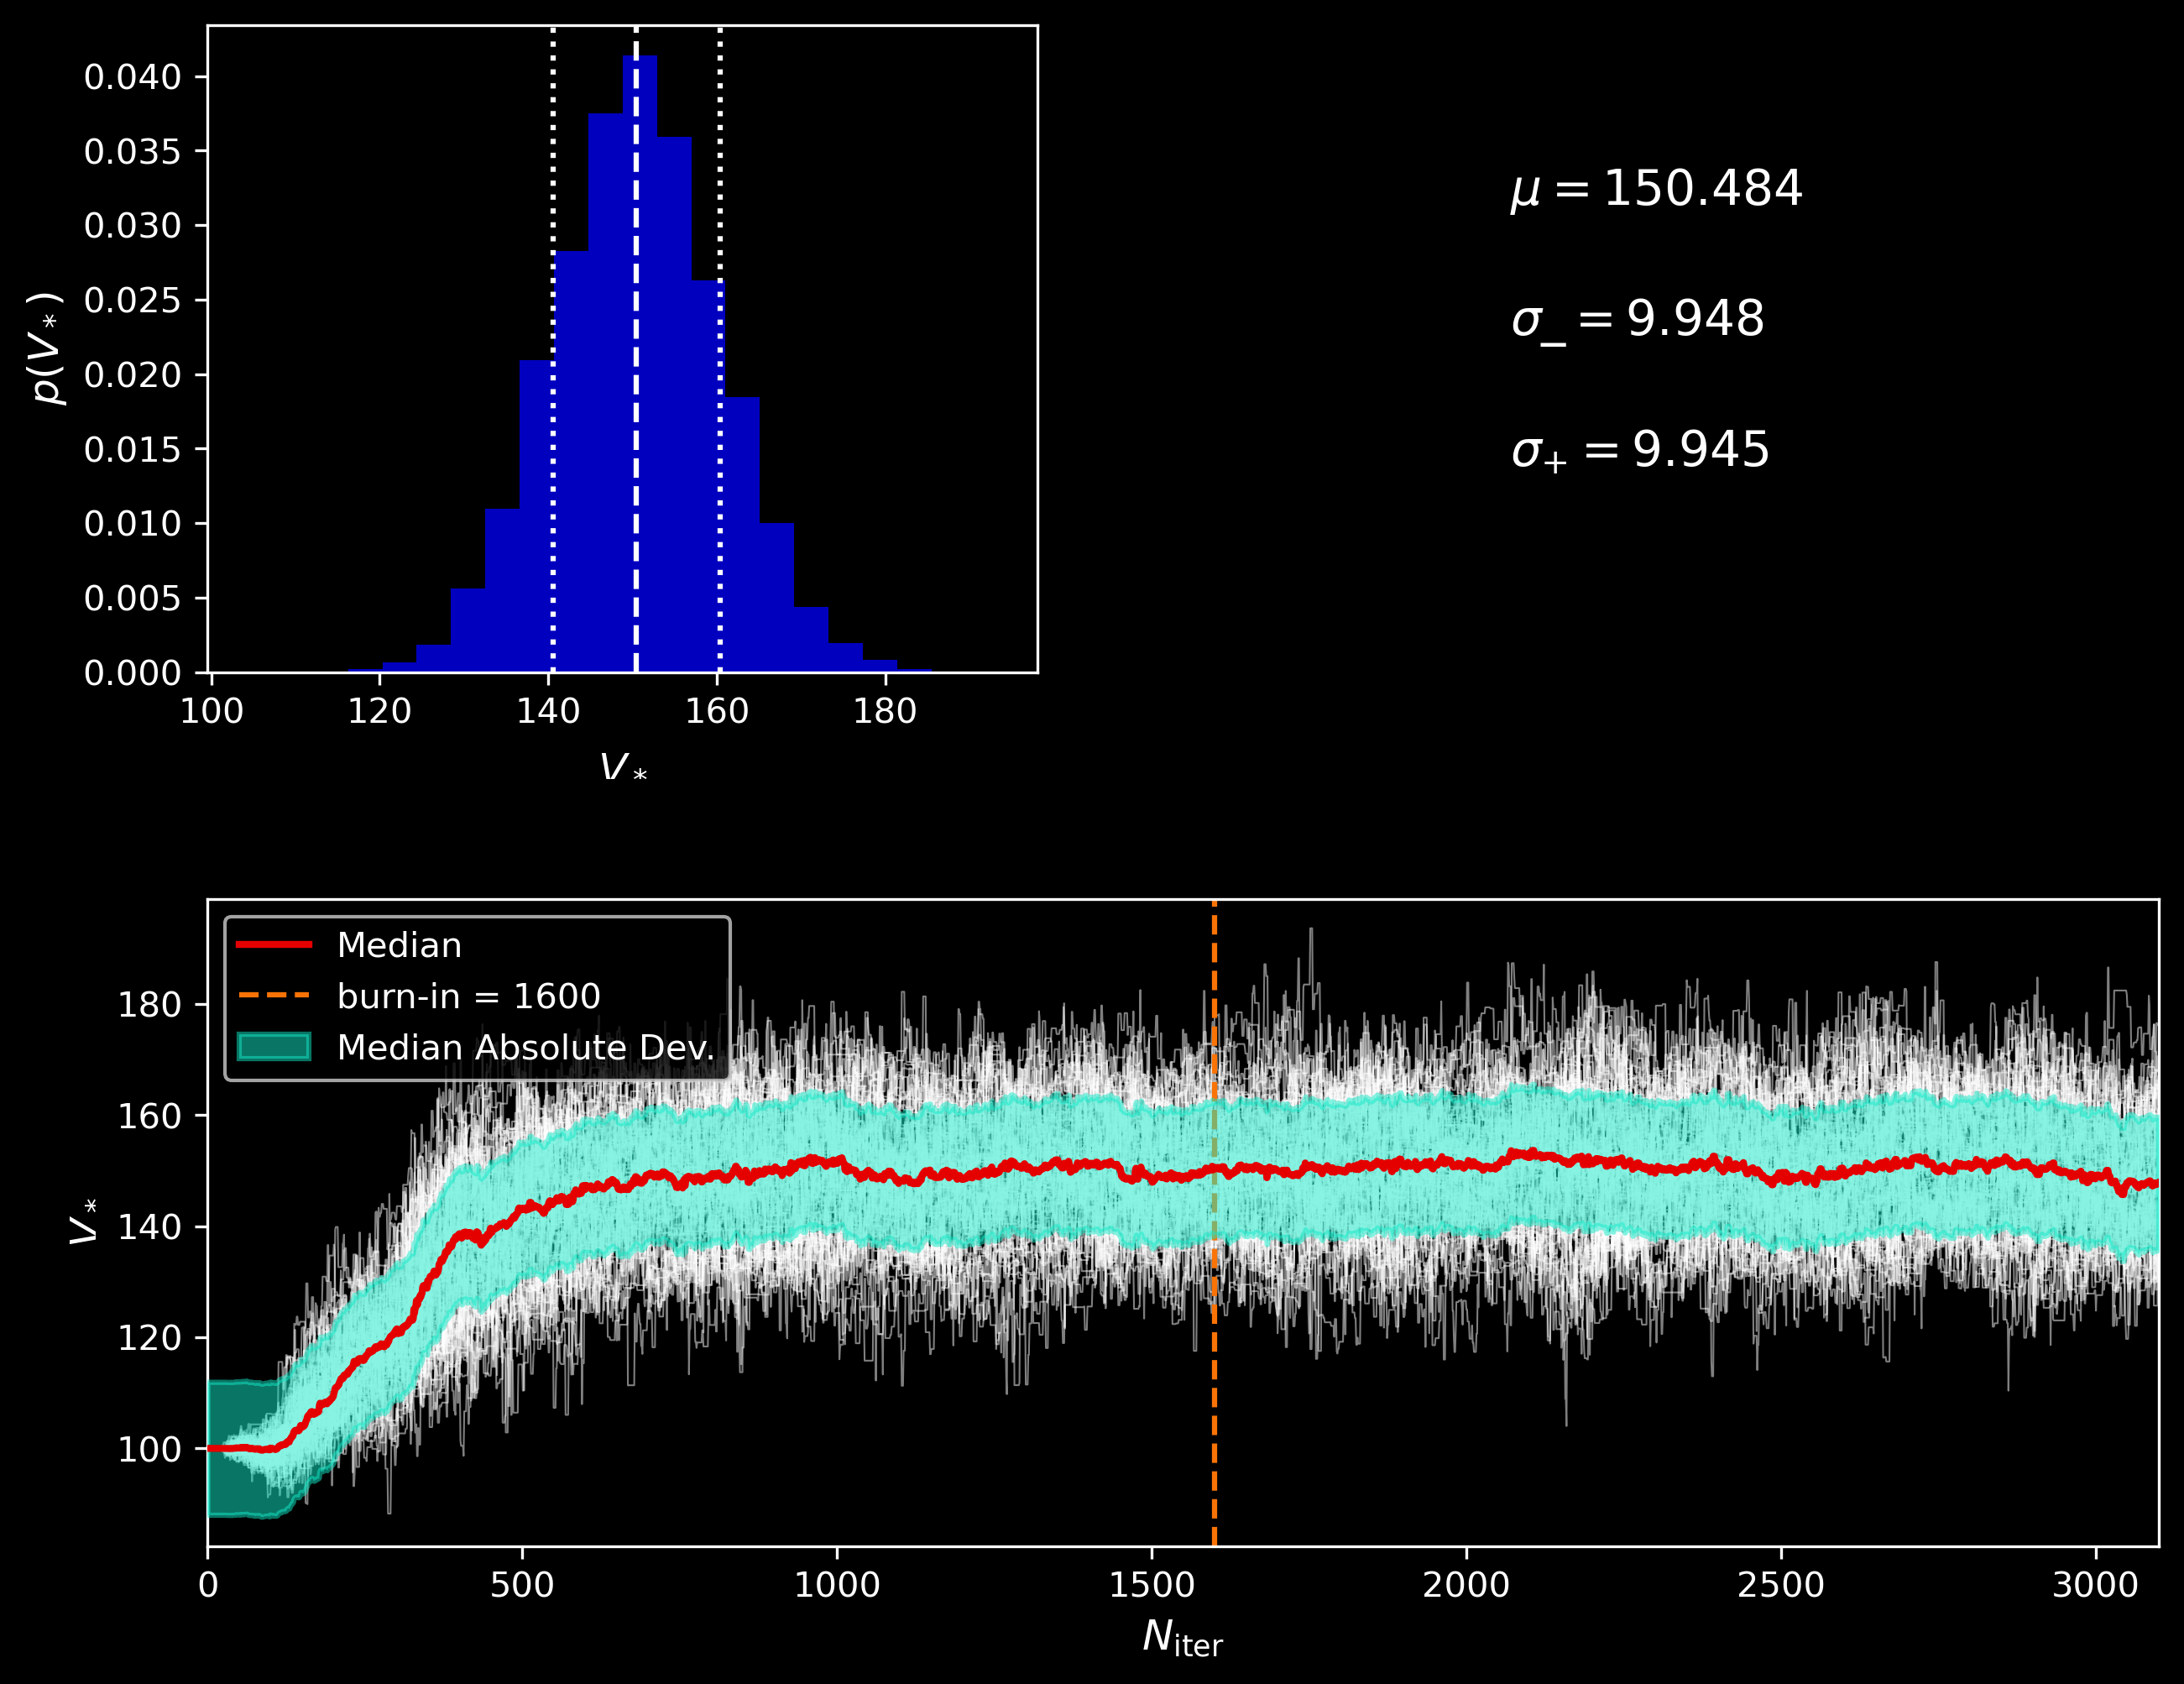 0.040
0.035
0.030
0.025
0.020
0.015
0.010
0.005
0.000
p(V*)
100 120 140 160 180
V*
μ = 150.484
σ− = 9.948
σ+ = 9.945
Median
burn-in = 1600
Median Absolute Dev.
180
160
140
120
100
V*
0 500 1000 1500 2000 2500 3000
Niter